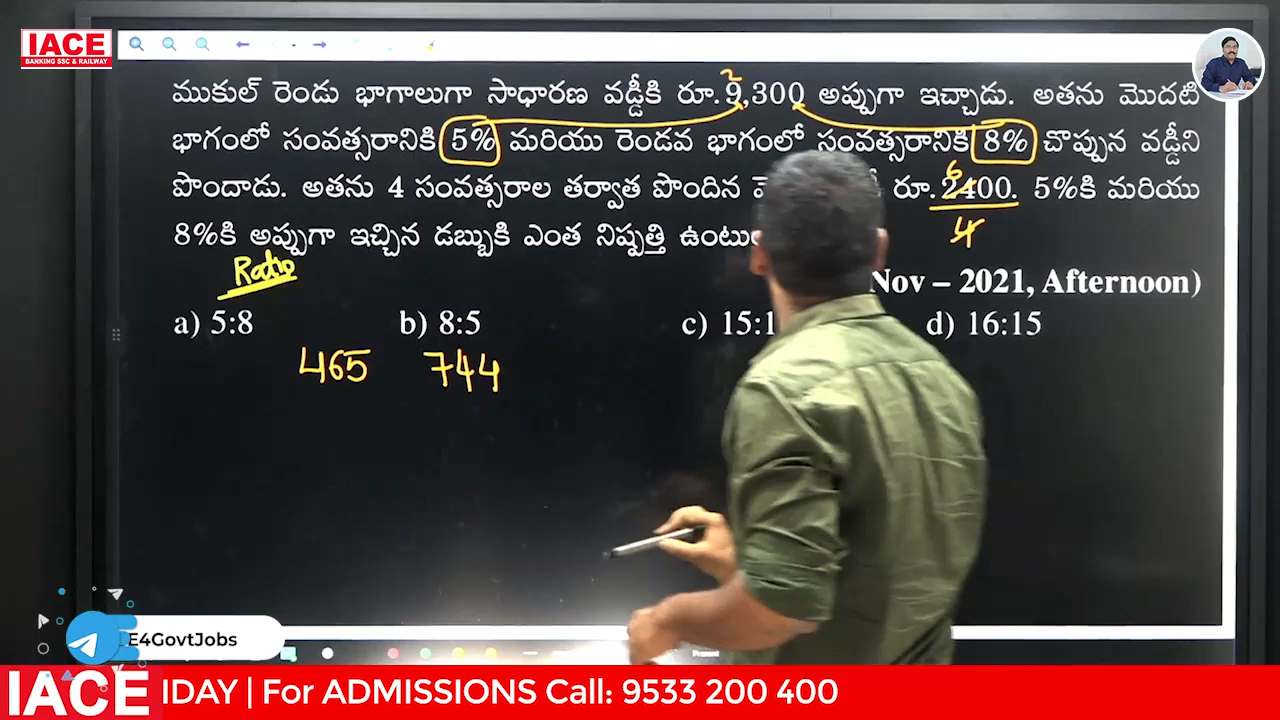 IACE
BANKING SSC & RAILWAY
ముకుల్ రెండు భాగాలుగా సాధారణ వడ్డీకి రూ.9,300 అప్పుగా ఇచ్చాడు. అతను మొదటి
భాగంలో సంవత్సరానికి 5% మరియు రెండవ భాగంలో సంవత్సరానికి 8% చొప్పున వడ్డీని
పొందాడు. అతను 4 సంవత్సరాల తర్వాత పొందిన రూ.2400. 5%కి మరియు
6
4
8%కి అప్పుగా ఇచ్చిన డబ్బుకి ఎంత నిష్పత్తి
Ratio
Nov – 2021, Afternoon)
a) 5:8 b) 8:5 c) d) 16:15
465 744
E4GovtJobs
IACE IDAY | For ADMISSIONS Call: 9533 200 400